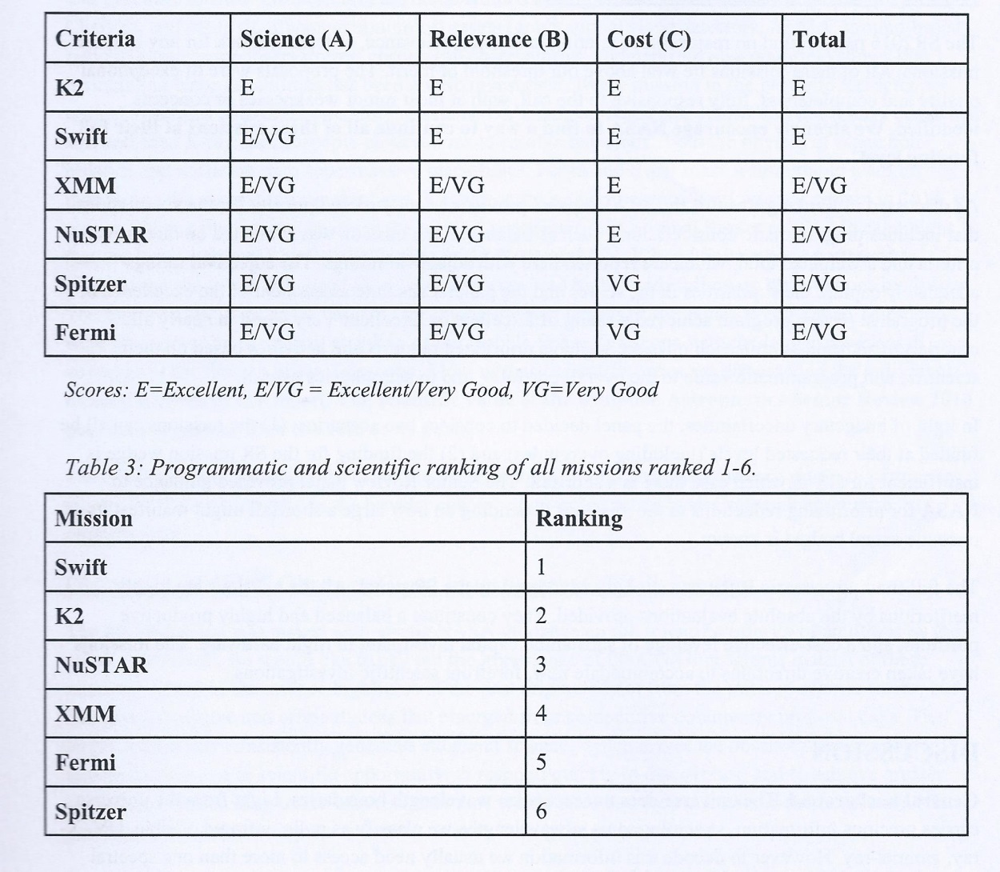 Criteria Science (A) Relevance (B) Cost (C) Total
K2 E E E E
Swift E/VG E E E
XMM E/VG E/VG E E/VG
NuSTAR E/VG E/VG E E/VG
Spitzer E/VG E/VG VG E/VG
Fermi E/VG E/VG VG E/VG
Scores: E=Excellent, E/VG = Excellent/Very Good, VG=Very Good
Table 3: Programmatic and scientific ranking of all missions ranked 1-6.
Mission Ranking
Swift 1
K2 2
NuSTAR 3
XMM 4
Fermi 5
Spitzer 6